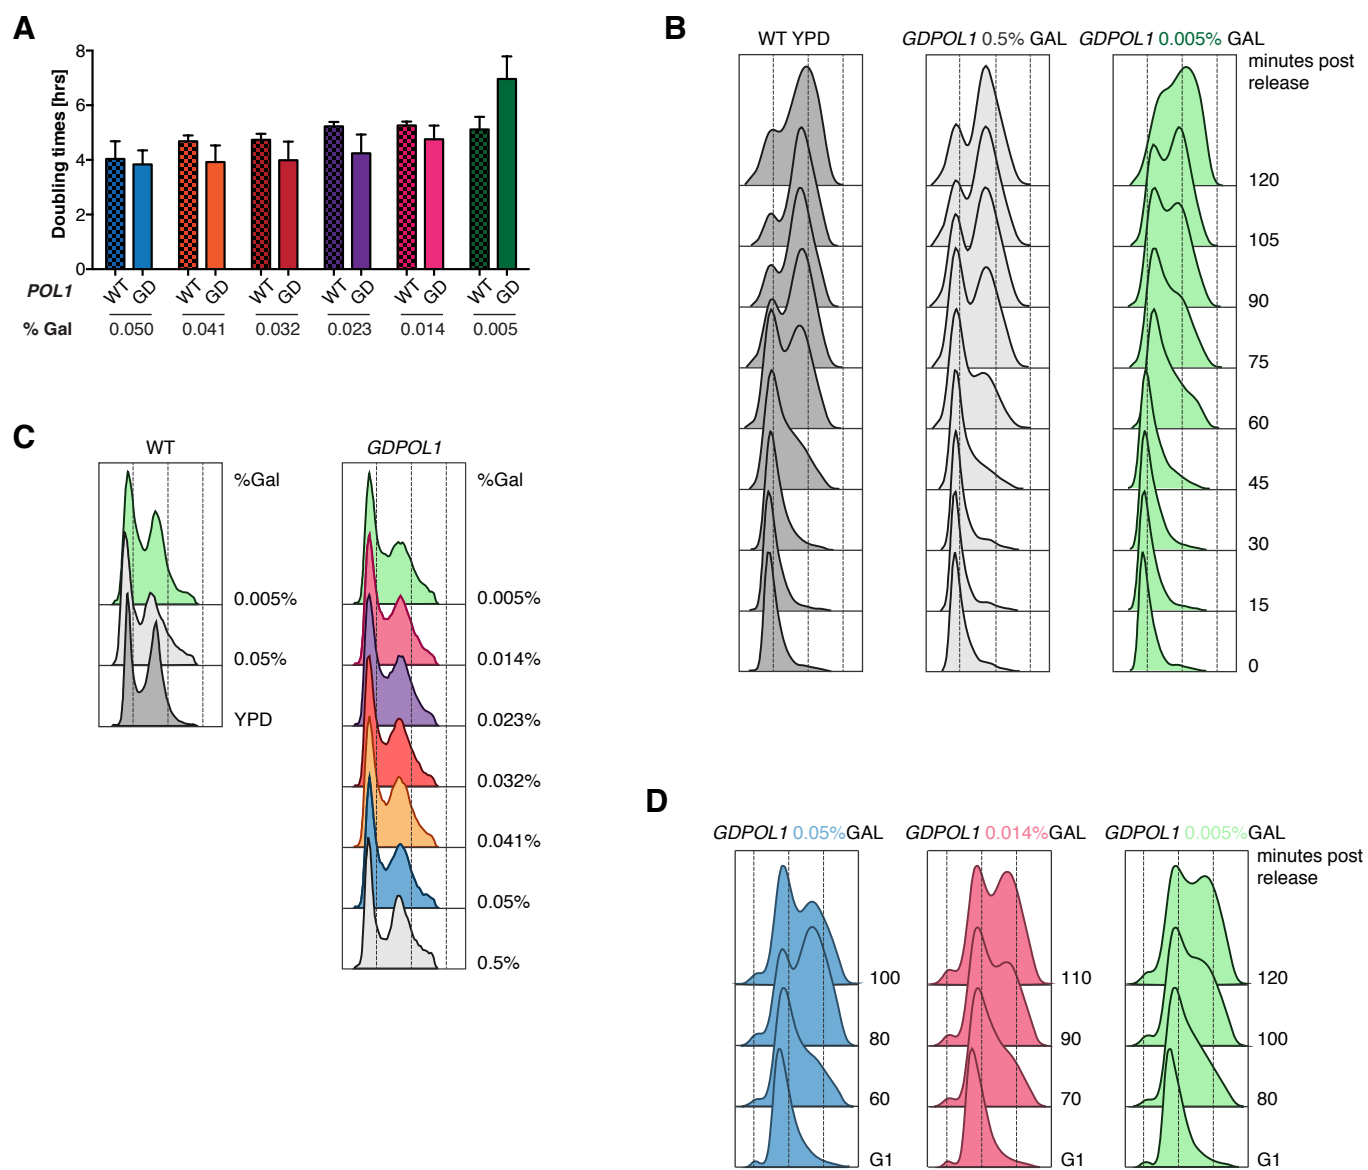 A
Doubling times [hrs]
8
6
4
2
0
POL1
WT GD WT GD WT GD WT GD WT GD WT GD
% Gal
0.050 0.041 0.032 0.023 0.014 0.005
B
WT YPD
GDPOL1 0.5% GAL
GDPOL1 0.005% GAL
minutes post
release
120
105
90
75
60
45
30
15
0
C
WT
%Gal
0.005%
0.05%
YPD
GDPOL1
%Gal
0.005%
0.014%
0.023%
0.032%
0.041%
0.05%
0.5%
D
GDPOL1 0.05%GAL
100
80
60
G1
GDPOL1 0.014%GAL
110
90
70
G1
GDPOL1 0.005%GAL
minutes post
release
120
100
80
G1